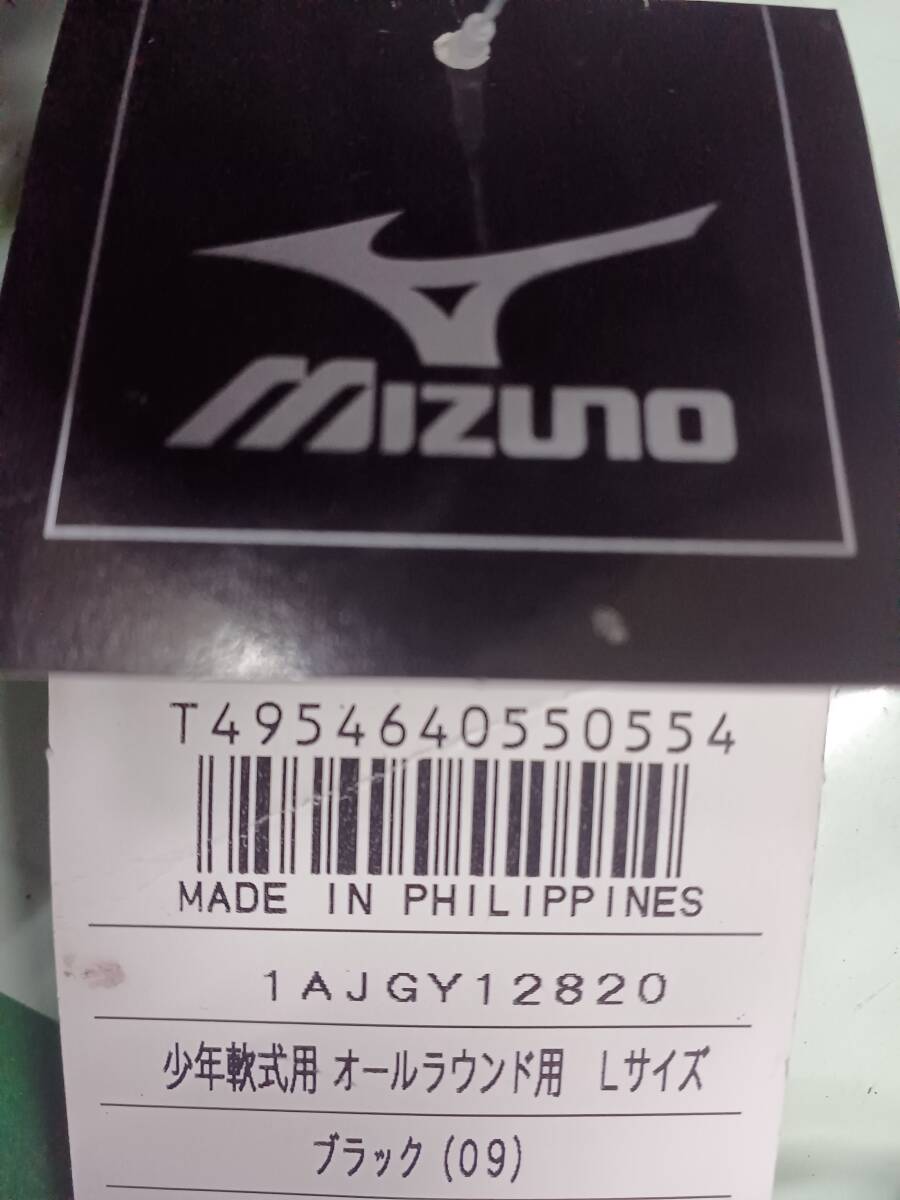 MIZUNO
T4954640550554
MADE IN PHILIPPINES
1AJGY12820
少年軟式用 オールラウンド用 Lサイズ
ブラック(09)